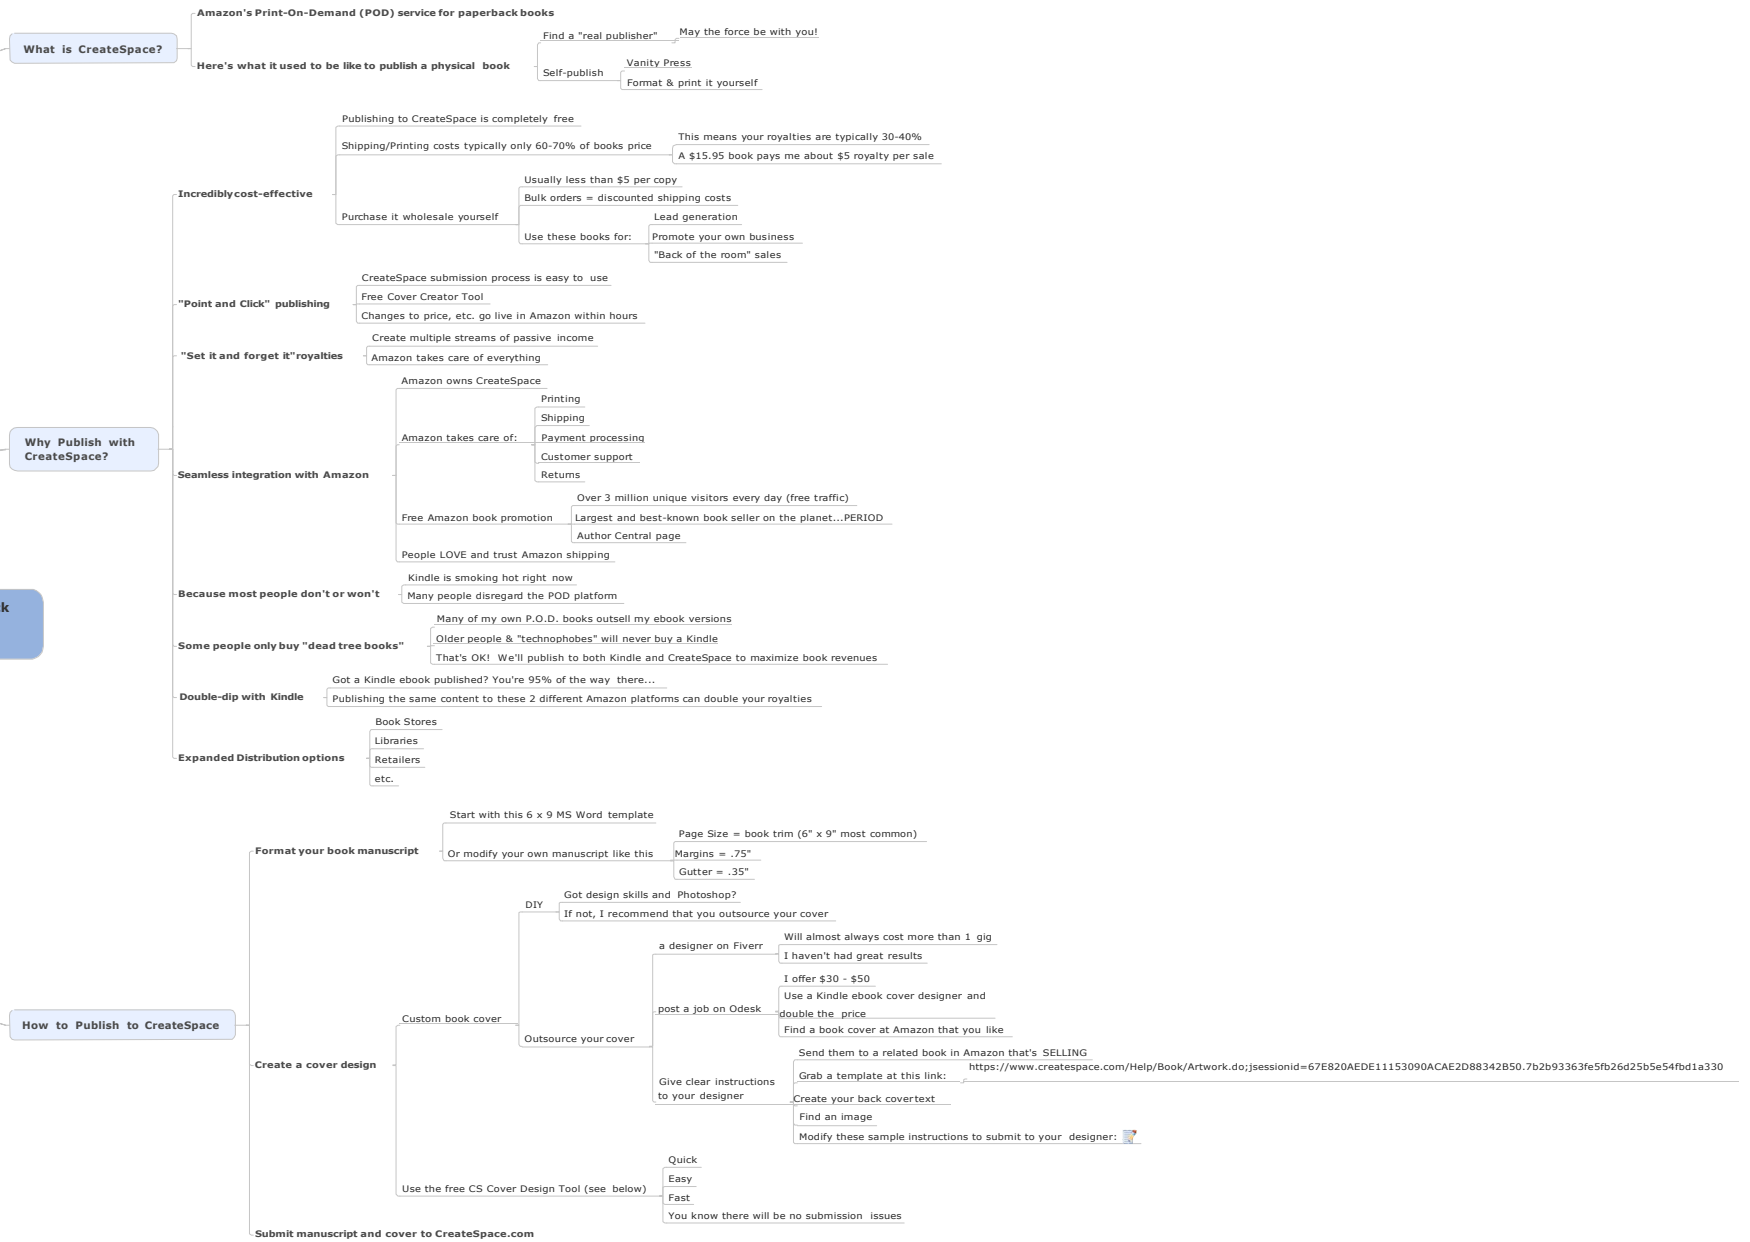 Amazon's Print-On-Demand (POD) service for paperback books
What is CreateSpace?
Find a "real publisher"
May the force be with you!
Here's what it used to be like to publish a physical book
Self-publish
Vanity Press
Format & print it yourself
Publishing to CreateSpace is completely free
Shipping/Printing costs typically only 60-70% of books price
This means your royalties are typically 30-40%
A $15.95 book pays me about $5 royalty per sale
Incredibly cost-effective
Purchase it wholesale yourself
Usually less than $5 per copy
Bulk orders = discounted shipping costs
Use these books for:
Lead generation
Promote your own business
"Back of the room" sales
"Point and Click" publishing
CreateSpace submission process is easy to use
Free Cover Creator Tool
Changes to price, etc. go live in Amazon within hours
"Set it and forget it" royalties
Create multiple streams of passive income
Amazon takes care of everything
Why Publish with
CreateSpace?
Seamless integration with Amazon
Amazon owns CreateSpace
Amazon takes care of:
Printing
Shipping
Payment processing
Customer support
Returns
Free Amazon book promotion
Over 3 million unique visitors every day (free traffic)
Largest and best-known book seller on the planet...PERIOD
Author Central page
People LOVE and trust Amazon shipping
Because most people don't or won't
Kindle is smoking hot right now
Many people disregard the POD platform
k
Some people only buy "dead tree books"
Many of my own P.O.D. books outsell my ebook versions
Older people & "technophobes" will never buy a Kindle
That's OK! We'll publish to both Kindle and CreateSpace to maximize book revenues
Double-dip with Kindle
Got a Kindle ebook published? You're 95% of the way there...
Publishing the same content to these 2 different Amazon platforms can double your royalties
Expanded Distribution options
Book Stores
Libraries
Retailers
etc.
Format your book manuscript
Start with this 6 x 9 MS Word template
Or modify your own manuscript like this
Page Size = book trim (6" x 9" most common)
Margins = .75"
Gutter = .35"
How to Publish to CreateSpace
Create a cover design
Custom book cover
DIY
Got design skills and Photoshop?
If not, I recommend that you outsource your cover
Outsource your cover
a designer on Fiverr
Will almost always cost more than 1 gig
I haven't had great results
post a job on Odesk
I offer $30 - $50
Use a Kindle ebook cover designer and
double the price
Find a book cover at Amazon that you like
Give clear instructions
to your designer
Send them to a related book in Amazon that's SELLING
Grab a template at this link:
https://www.createspace.com/Help/Book/Artwork.do;jsessionid=67E820AEDE11153090ACAE2D88342B50.7b2b93363fe5fb26d25b5e54fbd1a330
Create your back cover text
Find an image
Modify these sample instructions to submit to your designer:
Use the free CS Cover Design Tool (see below)
Quick
Easy
Fast
You know there will be no submission issues
Submit manuscript and cover to CreateSpace.com